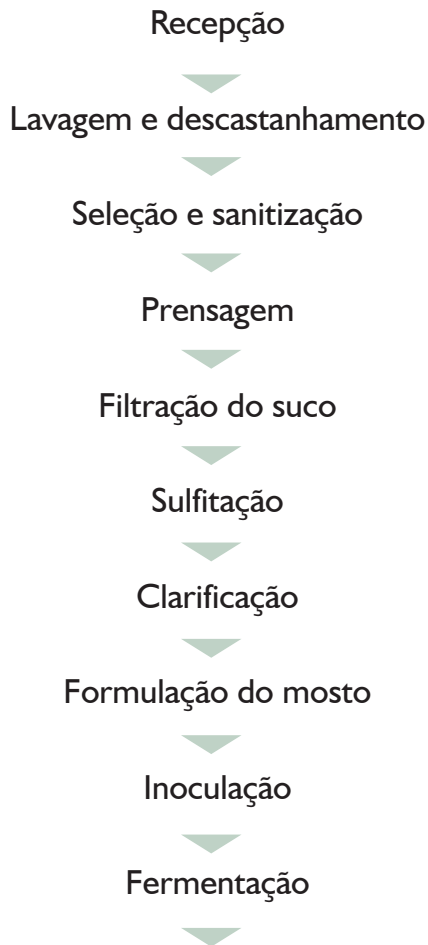 Recepção
Lavagem e descastanhamento
Seleção e sanitização
Prensagem
Filtração do suco
Sulfitação
Clarificação
Formulação do mosto
Inoculação
Fermentação